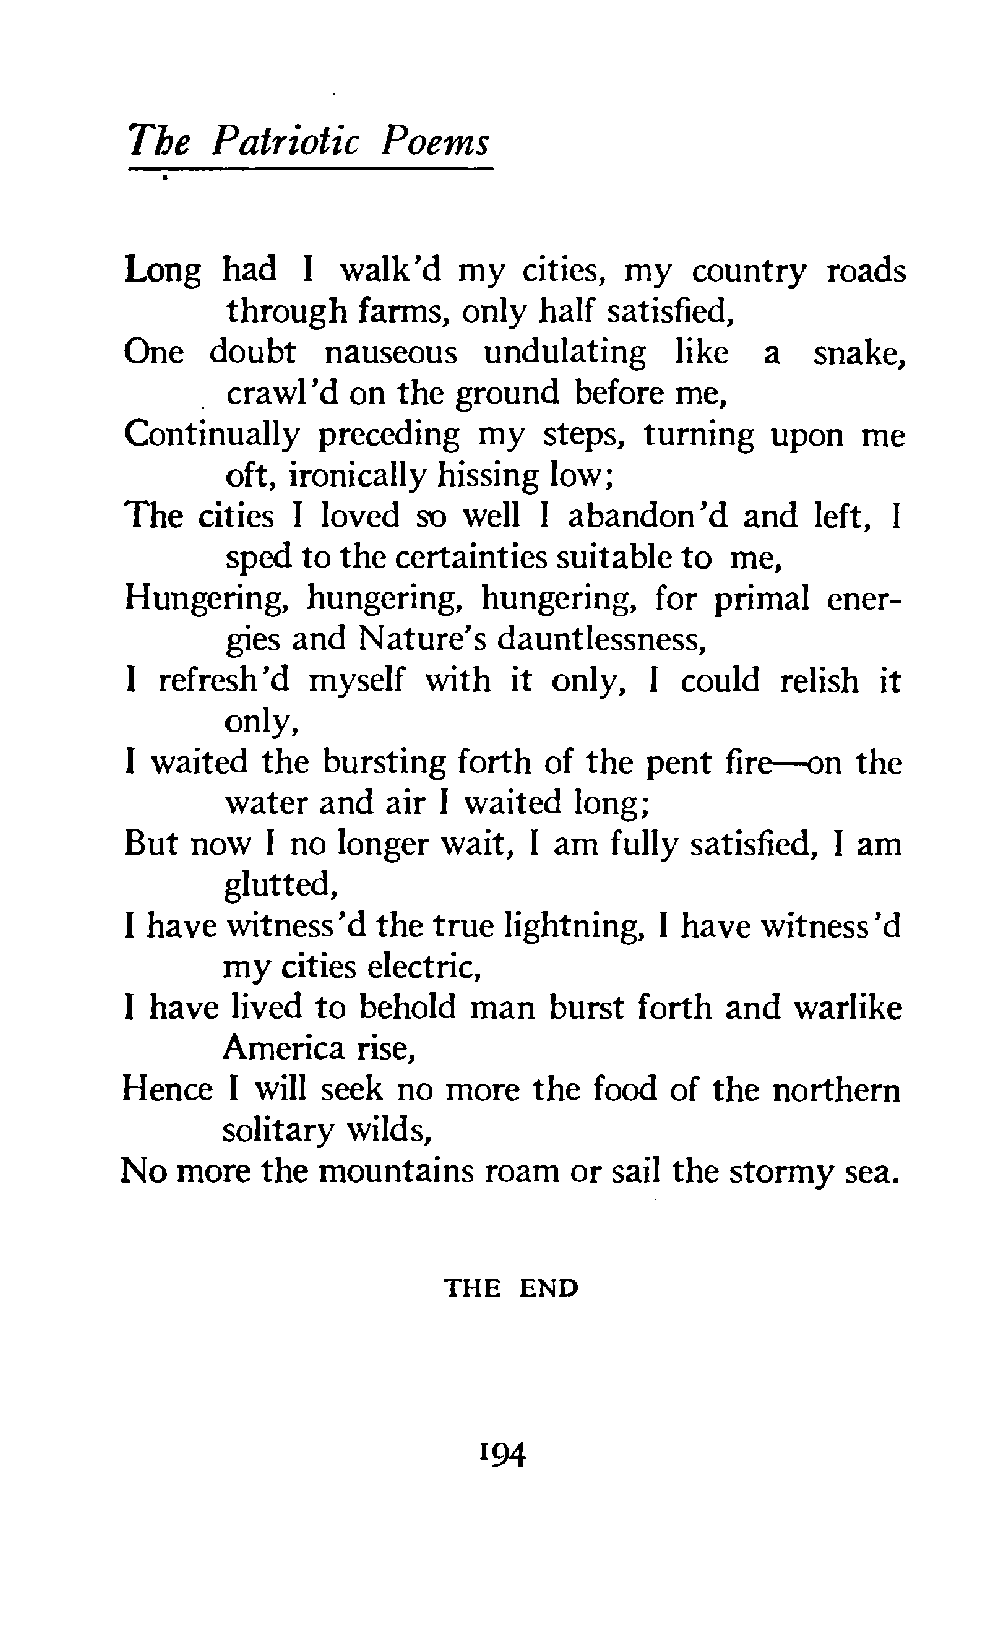 The Patriotic Poems
Long had I walk'd my cities, my country roads
through farms, only half satisfied,
One doubt nauseous undulating like a snake,
crawl'd on the ground before me,
Continually preceding my steps, turning upon me
oft, ironically hissing low;
The cities I loved so well I abandon'd and left, I
sped to the certainties suitable to me,
Hungering, hungering, hungering, for primal ener-
gies and Nature's dauntlessness,
I refresh'd myself with it only, I could relish it
only,
I waited the bursting forth of the pent fire—on the
water and air I waited long;
But now I no longer wait, I am fully satisfied, I am
glutted,
I have witness'd the true lightning, I have witness'd
my cities electric,
I have lived to behold man burst forth and warlike
America rise,
Hence I will seek no more the food of the northern
solitary wilds,
No more the mountains roam or sail the stormy sea.
THE END
194